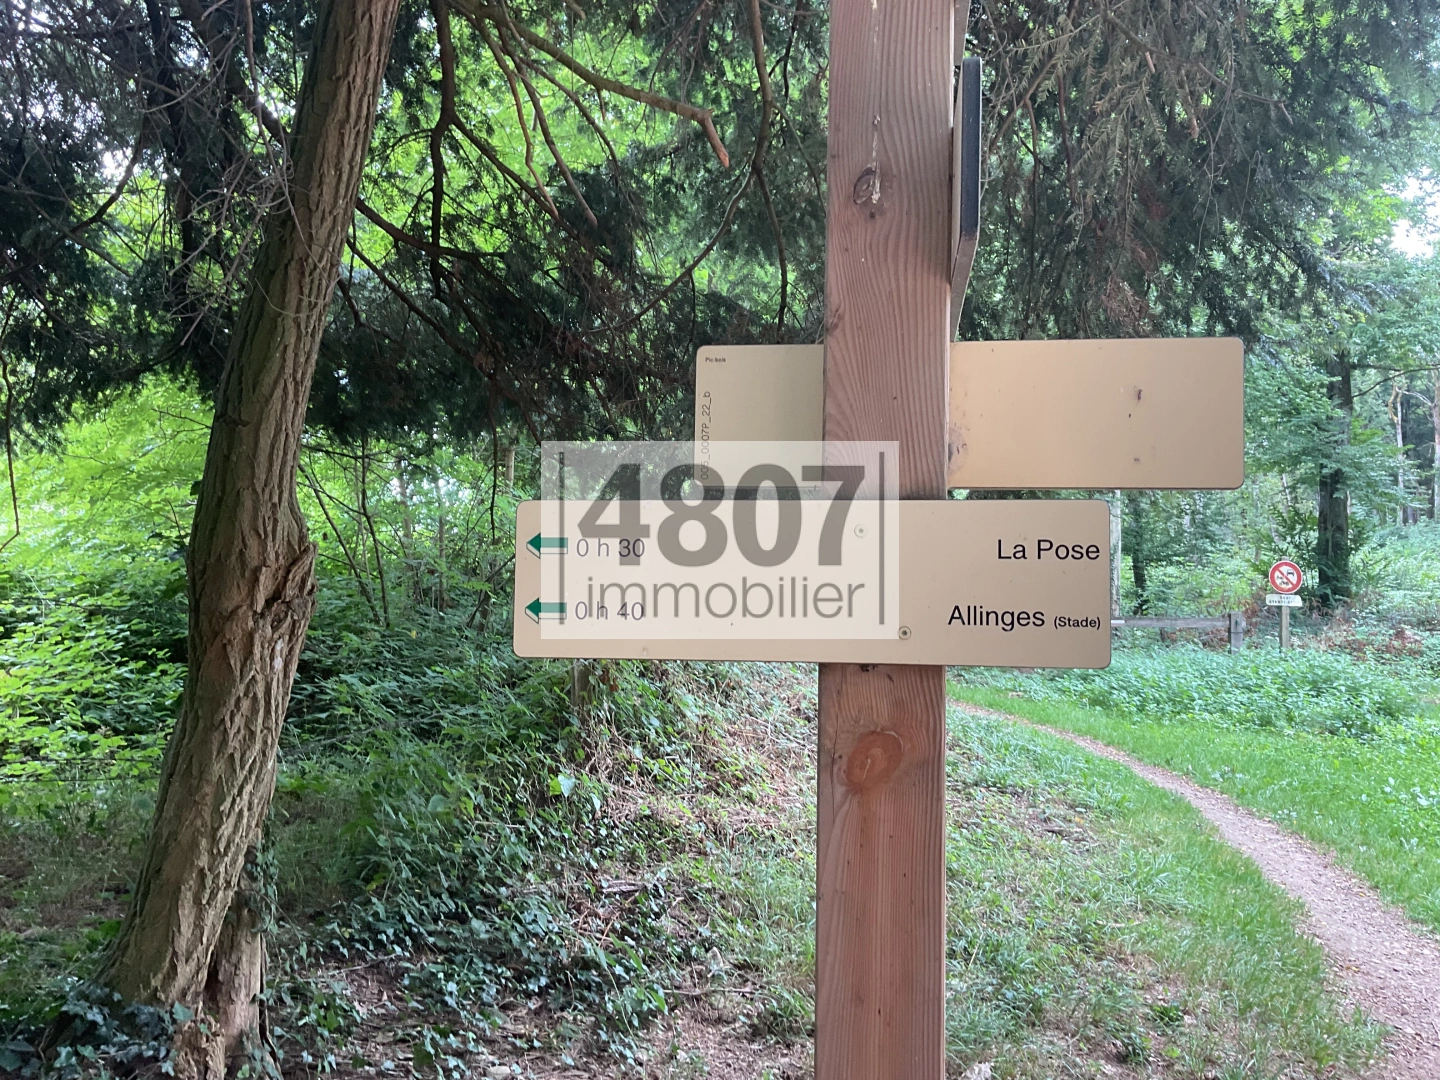 Pic bois
4807
immobilier
0 h 30 La Pose
0 h 40 Allinges (Stade)